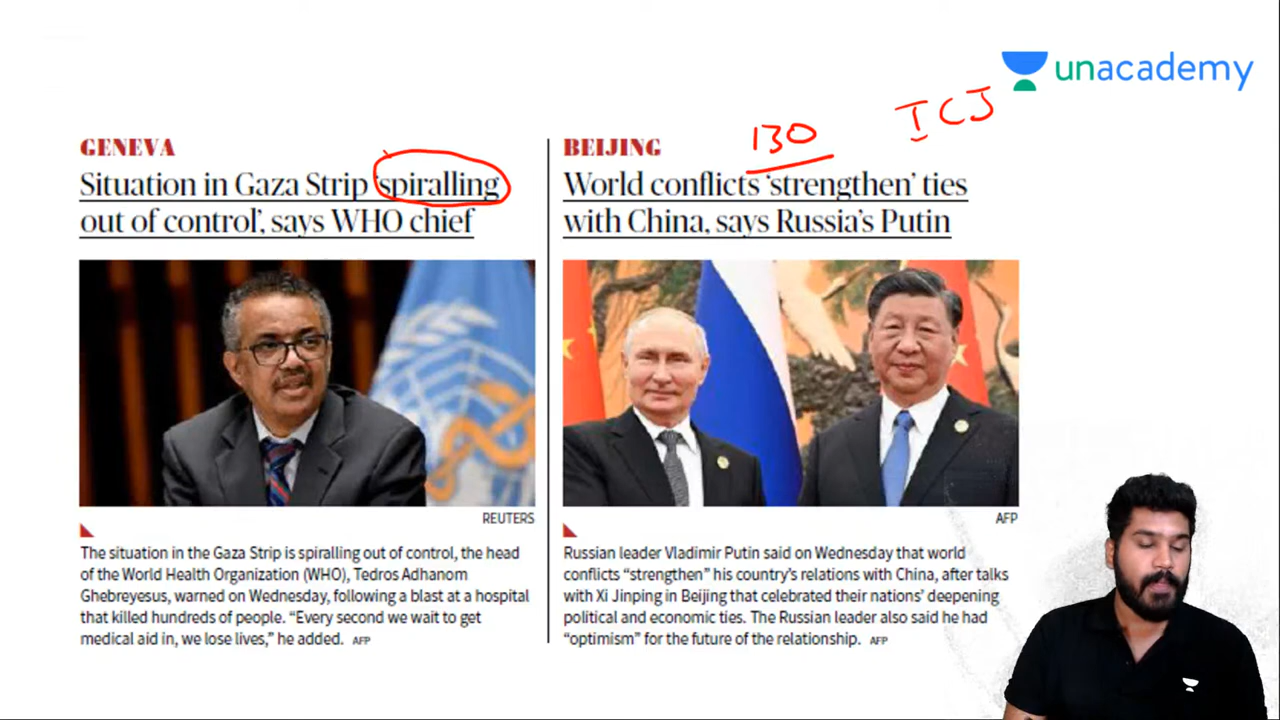 unacademy
ICJ
130
GENEVA
Situation in Gaza Strip 'spiralling
out of control', says WHO chief
REUTERS
The situation in the Gaza Strip is spiralling out of control, the head
of the World Health Organization (WHO), Tedros Adhanom
Ghebreyesus, warned on Wednesday, following a blast at a hospital
that killed hundreds of people. “Every second we wait to get
medical aid in, we lose lives,” he added. AFP
BEIJING
World conflicts ‘strengthen’ ties
with China, says Russia’s Putin
AFP
Russian leader Vladimir Putin said on Wednesday that world
conflicts “strengthen” his country’s relations with China, after talks
with Xi Jinping in Beijing that celebrated their nations’ deepening
political and economic ties. The Russian leader also said he had
“optimism” for the future of the relationship. AFP